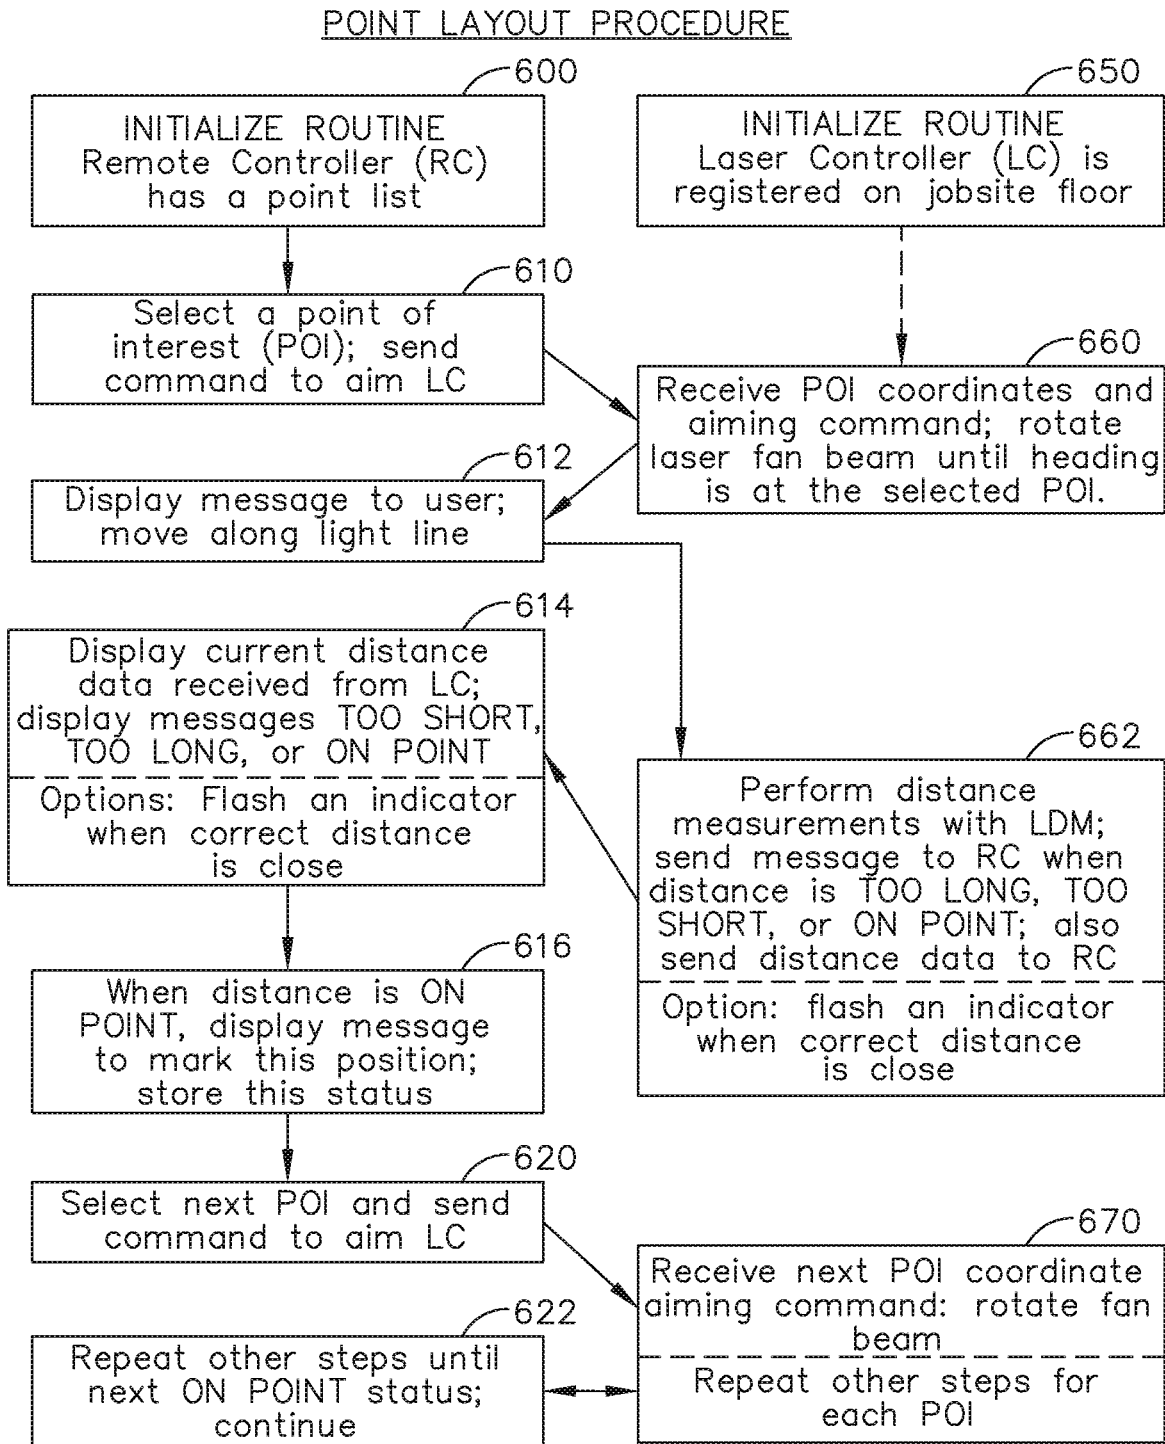 POINT LAYOUT PROCEDURE
600
INITIALIZE ROUTINE
Remote Controller (RC)
has a point list
650
INITIALIZE ROUTINE
Laser Controller (LC) is
registered on jobsite floor
610
Select a point of
interest (POI); send
command to aim LC
660
Receive POI coordinates and
aiming command; rotate
laser fan beam until heading
is at the selected POI.
612
Display message to user;
move along light line
614
Display current distance
data received from LC;
display messages TOO SHORT,
TOO LONG, or ON POINT
Options: Flash an indicator
when correct distance
is close
662
Perform distance
measurements with LDM;
send message to RC when
distance is TOO LONG, TOO
SHORT, or ON POINT; also
send distance data to RC
Option: flash an indicator
when correct distance
is close
616
When distance is ON
POINT, display message
to mark this position;
store this status
620
Select next POI and send
command to aim LC
670
Receive next POI coordinate
aiming command: rotate fan
beam
Repeat other steps for
each POI
622
Repeat other steps until
next ON POINT status;
continue